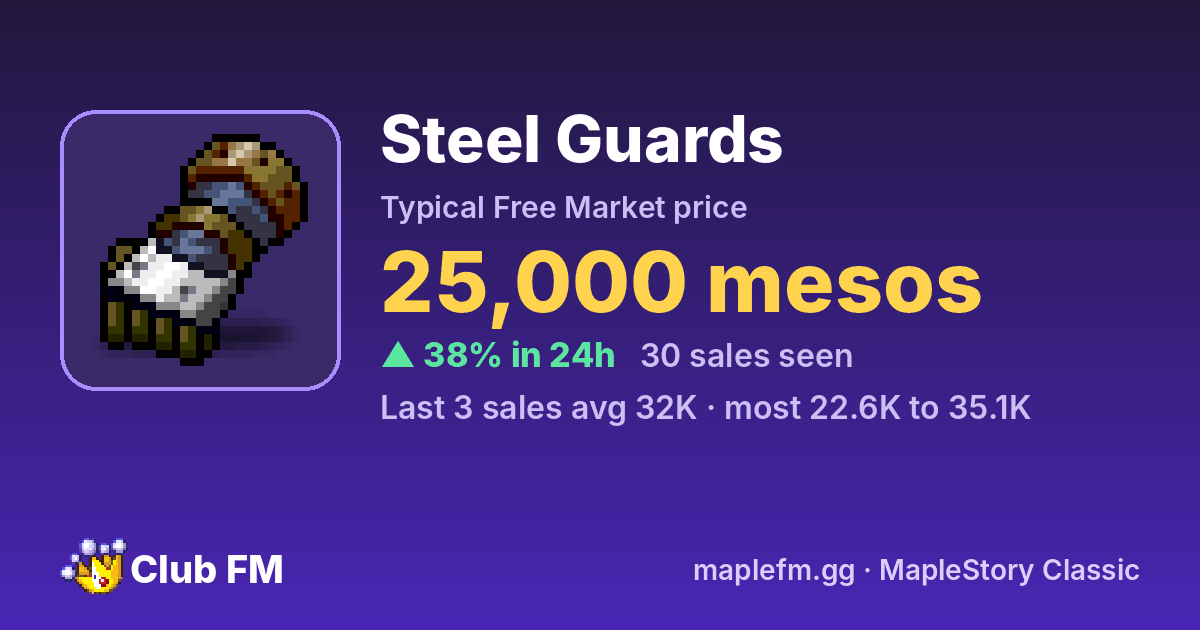 Steel Guards
Typical Free Market price
25,000 mesos
▲ 38% in 24h 30 sales seen
Last 3 sales avg 32K · most 22.6K to 35.1K
Club FM
maplefm.gg · MapleStory Classic